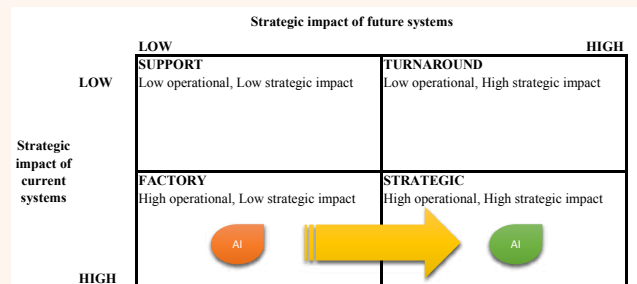 Strategic impact of future systems
LOW HIGH
SUPPORT TURNAROUND
LOW Low operational, Low strategic impact Low operational, High strategic impact
Strategic
impact of
current
systems
FACTORY STRATEGIC
High operational, Low strategic impact High operational, High strategic impact
AI AI
HIGH